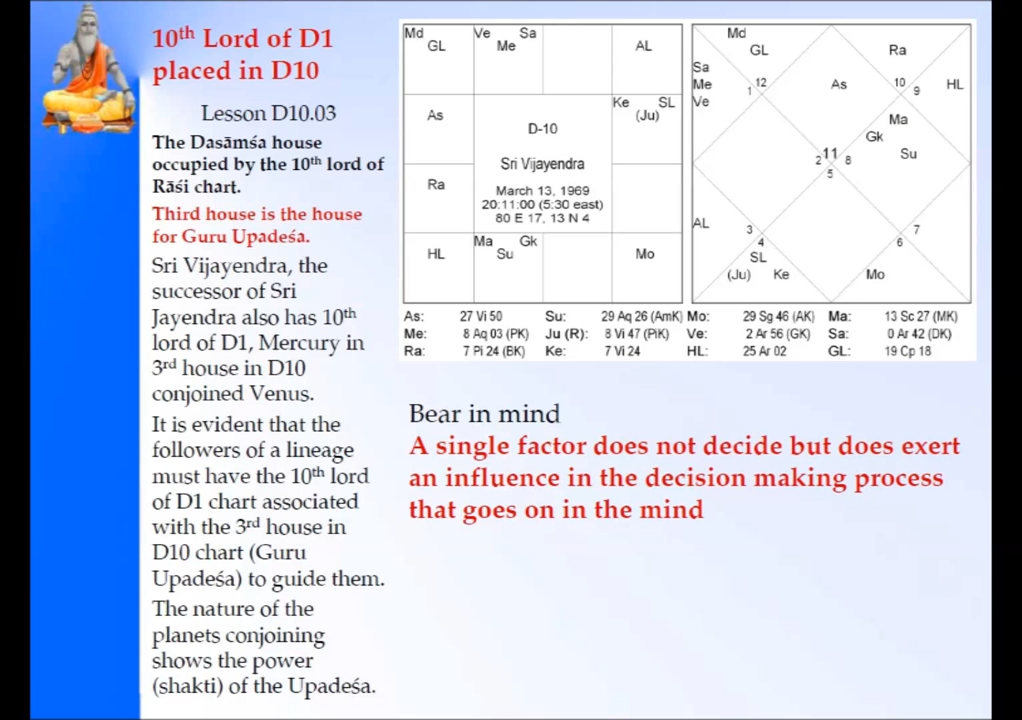 10th Lord of D1
placed in D10
Lesson D10.03
The Dasāmśa house
occupied by the 10th lord of
Rāśi chart.
Third house is the house
for Guru Upadeśa.
Sri Vijayendra, the
successor of Sri
Jayendra also has 10th
lord of D1, Mercury in
3rd house in D10
conjoined Venus.
It is evident that the
followers of a lineage
must have the 10th lord
of D1 chart associated
with the 3rd house in
D10 chart (Guru
Upadeśa) to guide them.
The nature of the
planets conjoining
shows the power
(shakti) of the Upadeśa.
Md
GL
Ve Sa
Me
AL
As
Ke SL
(Ju)
D-10
Sri Vijayendra
March 13, 1969
20:11:00 (5:30 east)
80 E 17, 13 N 4
Ra
HL
Ma Gk
Su
Mo
Md
GL
Ra
Sa
Me
Ve
1 12
As
10 9
HL
Ma
Gk
Su
2 11 8
5
AL
3
4
7
6
SL
(Ju) Ke
Mo
As: 27 Vi 50 Su: 29 Aq 26 (AmK) Mo: 29 Sg 46 (AK) Ma: 13 Sc 27 (MK)
Me: 8 Aq 03 (PK) Ju (R): 8 Vi 47 (PiK) Ve: 2 Ar 56 (GK) Sa: 0 Ar 42 (DK)
Ra: 7 Pi 24 (BK) Ke: 7 Vi 24 HL: 25 Ar 02 GL: 19 Cp 18
Bear in mind
A single factor does not decide but does exert
an influence in the decision making process
that goes on in the mind